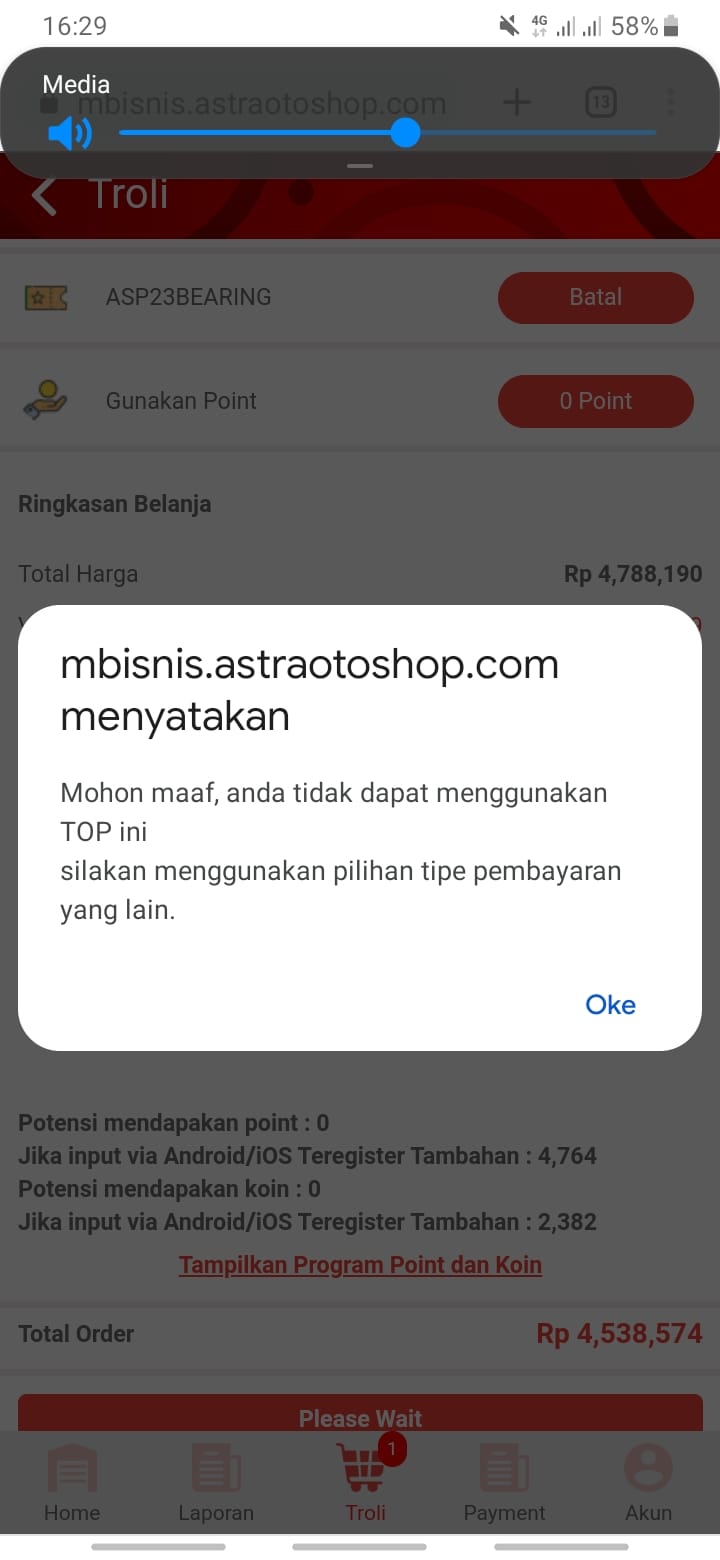 16:29
4G
58%
Media
mbisnis.astraotoshop.com
13
Troli
ASP23BEARING
Batal
Gunakan Point
0 Point
Ringkasan Belanja
Total Harga
Rp 4,788,190
mbisnis.astraotoshop.com
menyatakan
Mohon maaf, anda tidak dapat menggunakan
TOP ini
silakan menggunakan pilihan tipe pembayaran
yang lain.
Oke
Potensi mendapakan point : 0
Jika input via Android/iOS Teregister Tambahan : 4,764
Potensi mendapakan koin : 0
Jika input via Android/iOS Teregister Tambahan : 2,382
Tampilkan Program Point dan Koin
Total Order
Rp 4,538,574
Please Wait
1
Home
Laporan
Troli
Payment
Akun